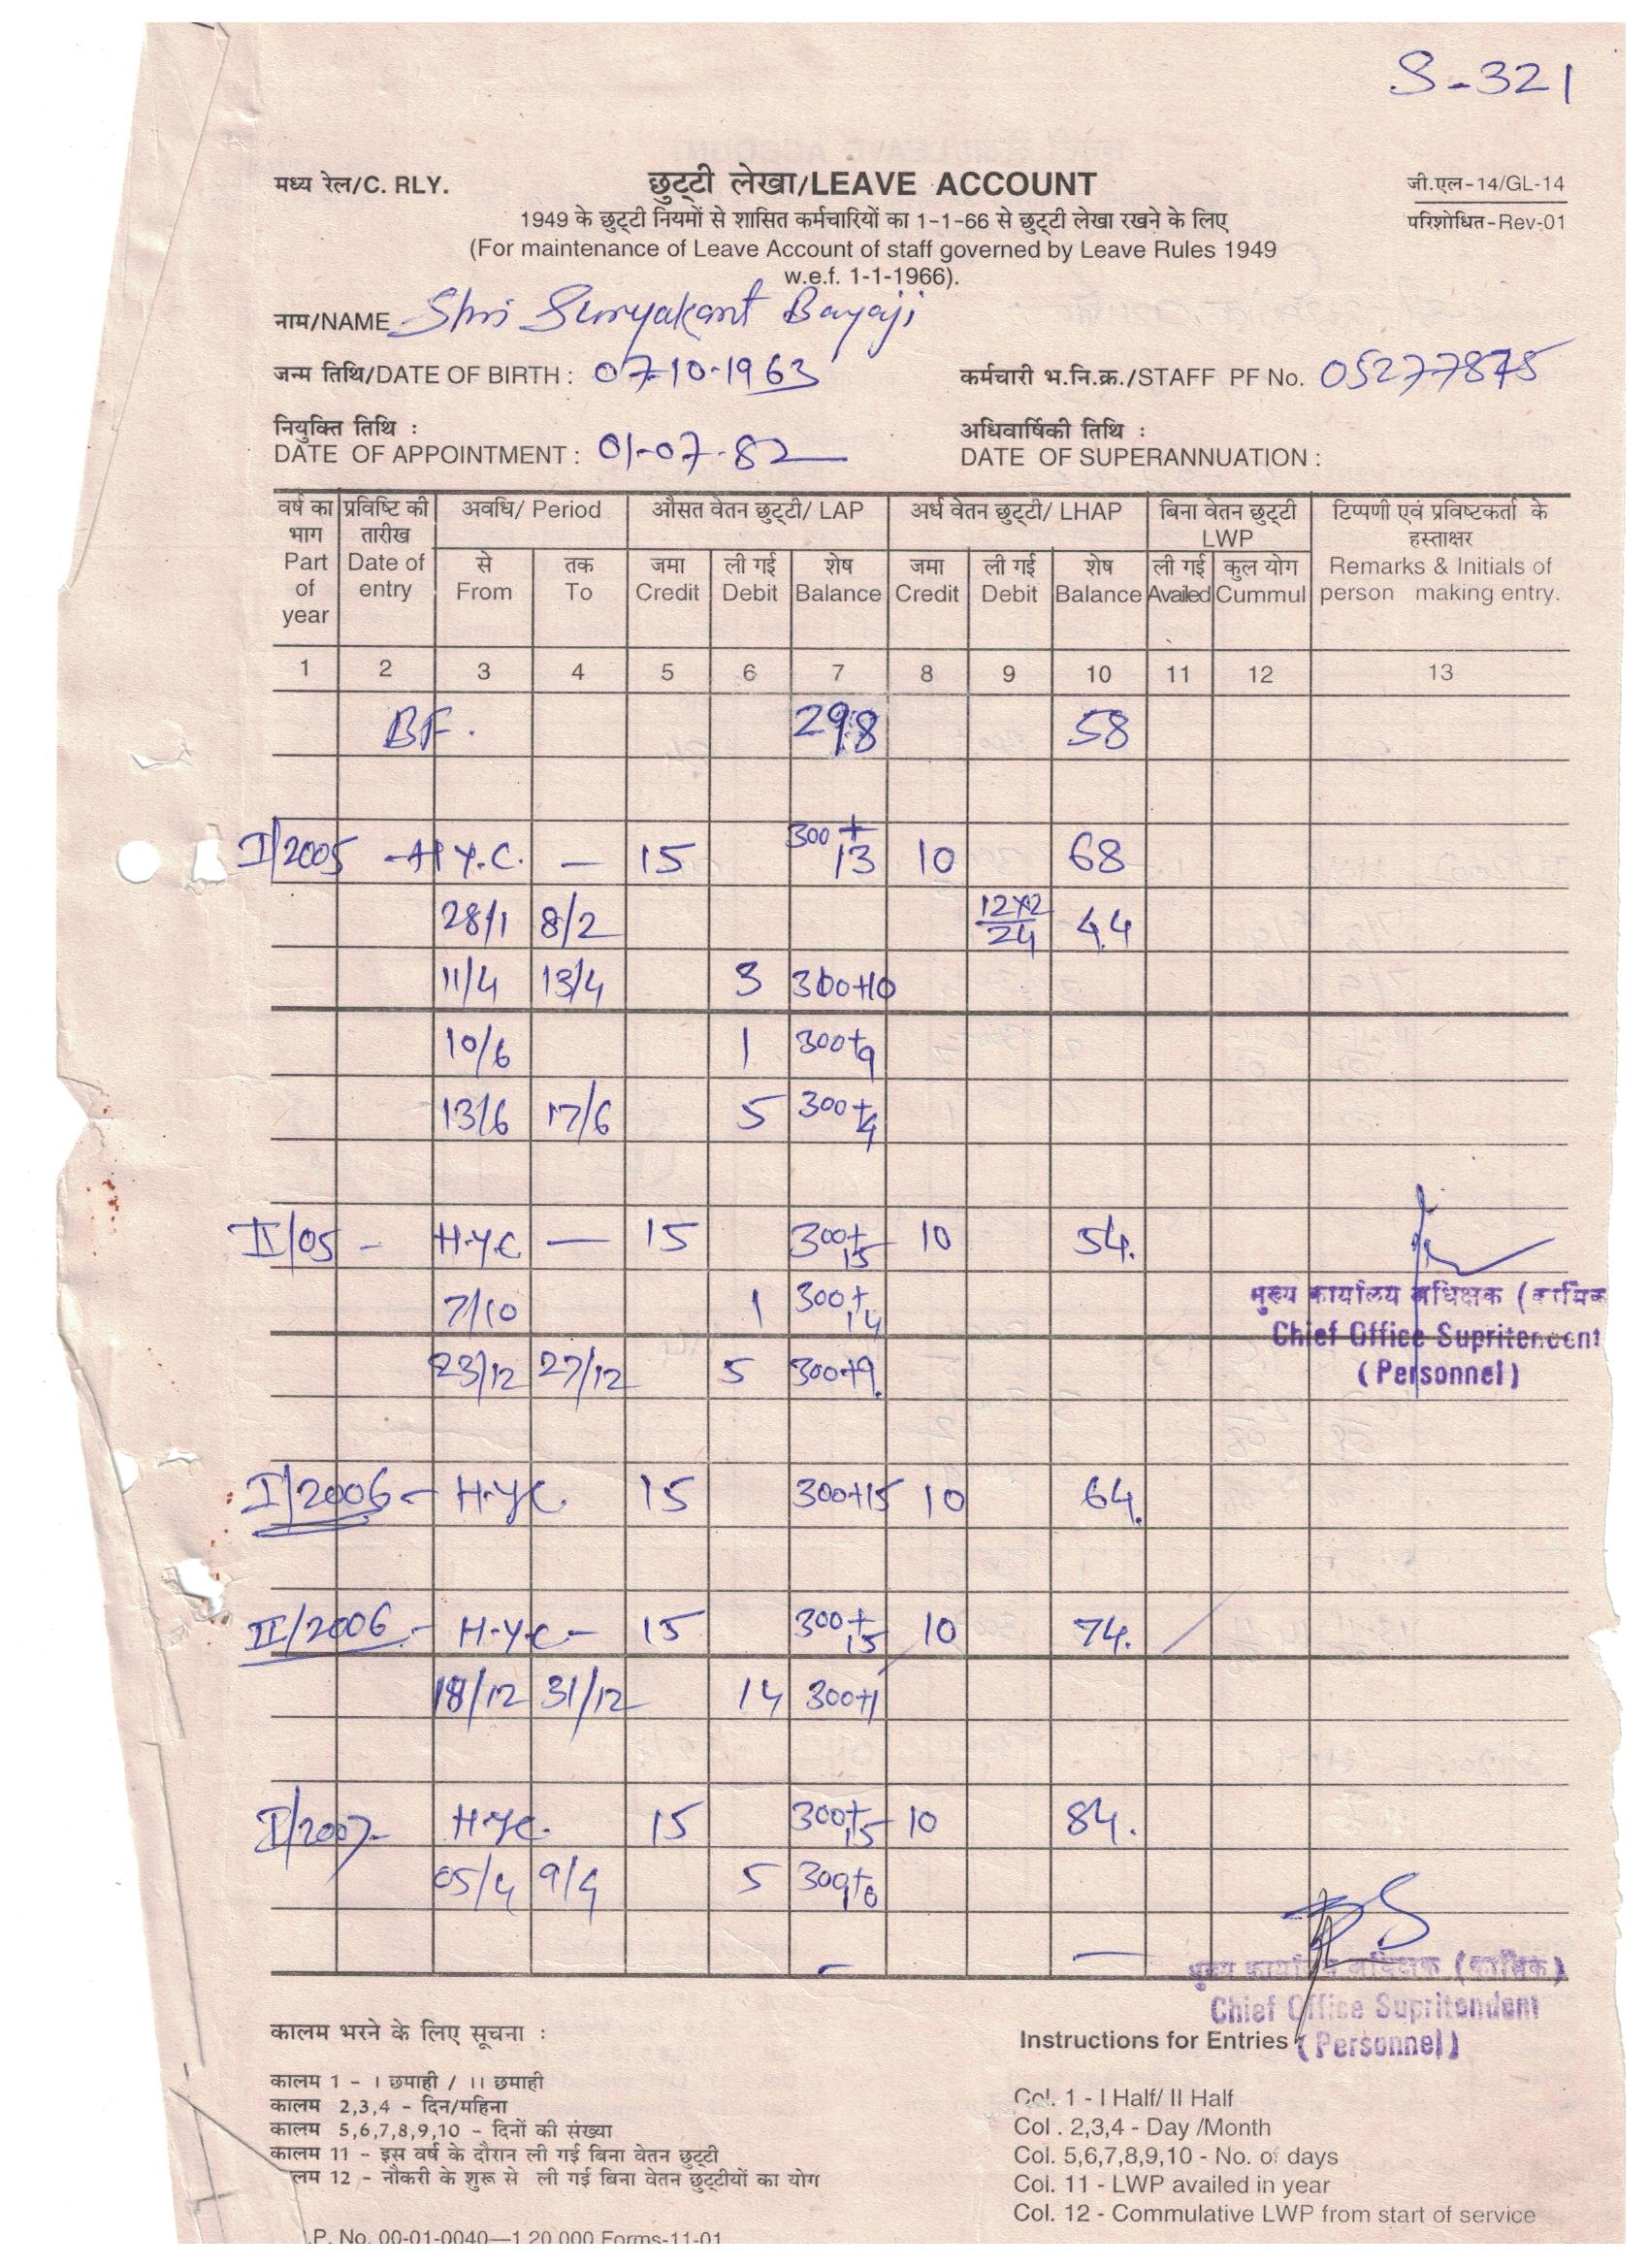 S-321
मध्य रेल/C. RLY.
छुट्टी लेखा/LEAVE ACCOUNT
जी.एल-14/GL-14
परिशोधित-Rev-01
1949 के छुट्टी नियमों से शासित कर्मचारियों का 1-1-66 से छुट्टी लेखा रखने के लिए
(For maintenance of Leave Account of staff governed by Leave Rules 1949
w.e.f. 1-1-1966).
नाम/NAME Shri Suryakant Bayaji
जन्म तिथि/DATE OF BIRTH : 07-10-1963 कर्मचारी भ.नि.क्र./STAFF PF No. 05277875
नियुक्ति तिथि : अधिवार्षिकी तिथि :
DATE OF APPOINTMENT : 01-07-82 DATE OF SUPERANNUATION :
वर्ष का प्रविष्टि की अवधि/ Period औसत वेतन छुट्टी/ LAP अर्ध वेतन छुट्टी/ LHAP बिना वेतन छुट्टी टिप्पणी एवं प्रविष्टकर्ता के
भाग तारीख LWP हस्ताक्षर
Part Date of से तक जमा ली गई शेष जमा ली गई शेष ली गई कुल योग Remarks & Initials of
of entry From To Credit Debit Balance Credit Debit Balance Availed Cummul person making entry.
year
1 2 3 4 5 6 7 8 9 10 11 12 13
BF. 298 58
I/2005 - H.Y.C. — 15 300+13 10 68
28/1 8/2 12x2 44
24
11/4 13/4 3 300+10
10/6 1 300+9
13/6 17/6 5 300+4
II/05 - H.Y.C — 15 300+15 10 54.
7/10 1 300+14
मुख्य कार्यालय अधिक्षक (कार्मिक
Chief Office Supritendent
23/12 27/12 5 300+9.
(Personnel)
I/2006 - H.Y.C. 15 300+15 10 64.
II/2006 - H.Y.C - 15 300+15 10 74.
18/12 31/12 14 300+1
I/2007- H.Y.C. 15 300+15 10 84.
05/4 9/4 5 300+10
मुख्य कार्यालय अधिक्षक (कार्मिक)
Chief Office Supritendent
(Personnel)
कालम भरने के लिए सूचना : Instructions for Entries
कालम 1 - । छमाही / ।। छमाही
कालम 2,3,4 - दिन/महिना
कालम 5,6,7,8,9,10 - दिनों की संख्या
कालम 11 - इस वर्ष के दौरान ली गई बिना वेतन छुट्टी
लम 12 - नौकरी के शुरू से ली गई बिना वेतन छुट्टीयों का योग
Col. 1 - I Half/ II Half
Col . 2,3,4 - Day /Month
Col. 5,6,7,8,9,10 - No. of days
Col. 11 - LWP availed in year
Col. 12 - Commulative LWP from start of service
.P. No. 00-01-0040—1,20,000 Forms-11-01